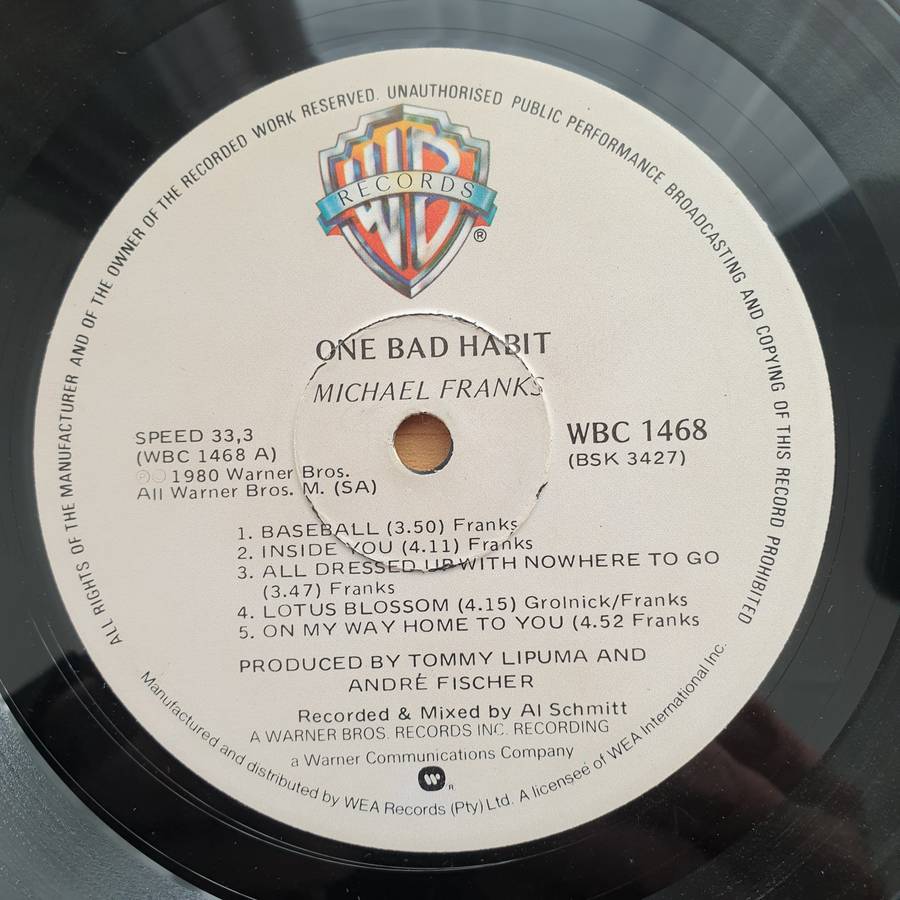 ALL RIGHTS OF THE MANUFACTURER AND OF THE OWNER OF THE RECORDED WORK RESERVED. UNAUTHORISED PUBLIC PERFORMANCE BROADCASTING AND COPYING OF THIS RECORD PROHIBITED
WB
RECORDS
®
ONE BAD HABIT
MICHAEL FRANKS
SPEED 33,3
(WBC 1468 A)
Ⓟ © 1980 Warner Bros.
All Warner Bros. M. (SA)
WBC 1468
(BSK 3427)
1. BASEBALL (3.50) Franks
2. INSIDE YOU (4.11) Franks
3. ALL DRESSED UP WITH NOWHERE TO GO
(3.47) Franks
4. LOTUS BLOSSOM (4.15) Grolnick/Franks
5. ON MY WAY HOME TO YOU (4.52 Franks
PRODUCED BY TOMMY LIPUMA AND
ANDRÉ FISCHER
Recorded & Mixed by Al Schmitt
A WARNER BROS. RECORDS INC. RECORDING
a Warner Communications Company
Manufactured and distributed by WEA Records (Pty) Ltd. A licensee of WEA International Inc.